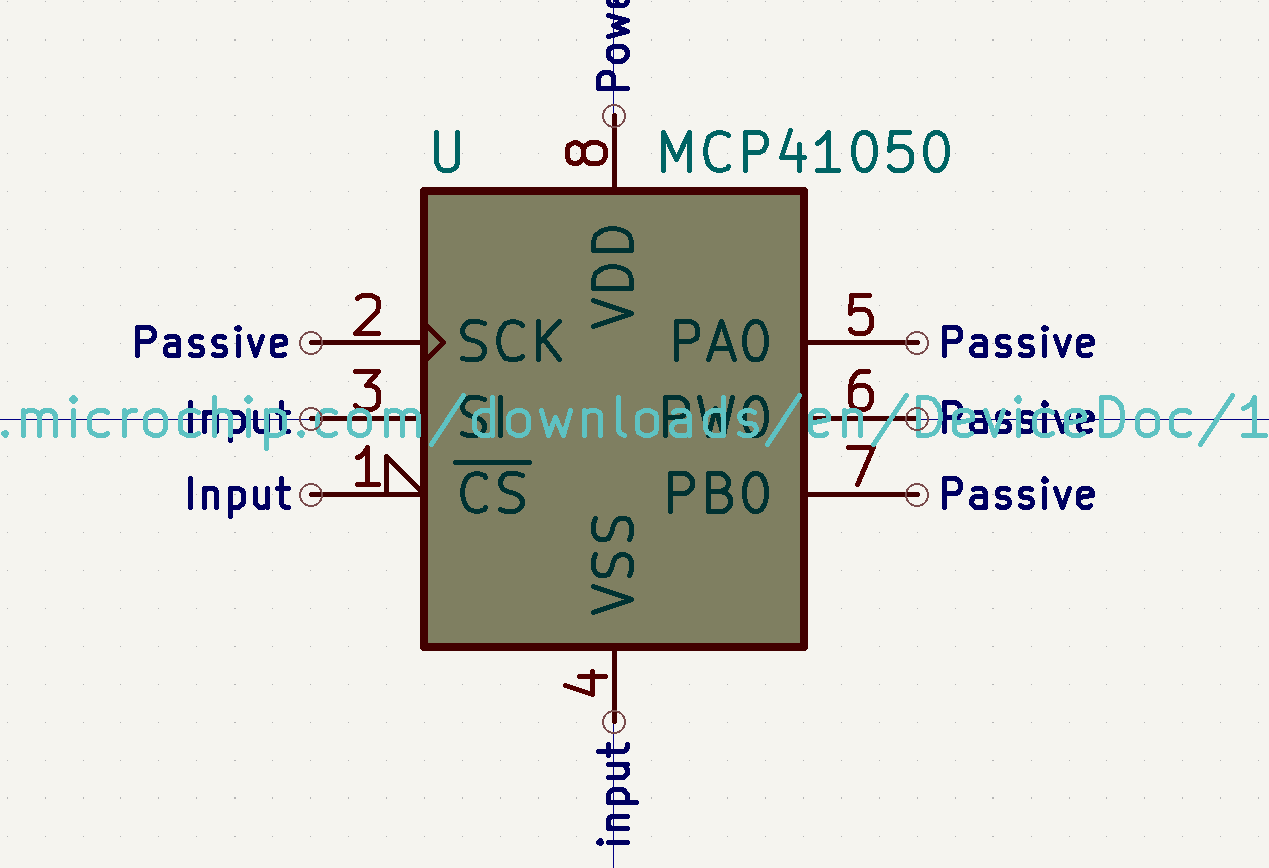 Powe
U
8
MCP41050
VDD
Passive
2
SCK
PA0
5
Passive
Input
3
SI
PW0
6
Passive
.microchip.com/downloads/en/DeviceDoc/1
Input
1
CS
PB0
7
Passive
VSS
4
input